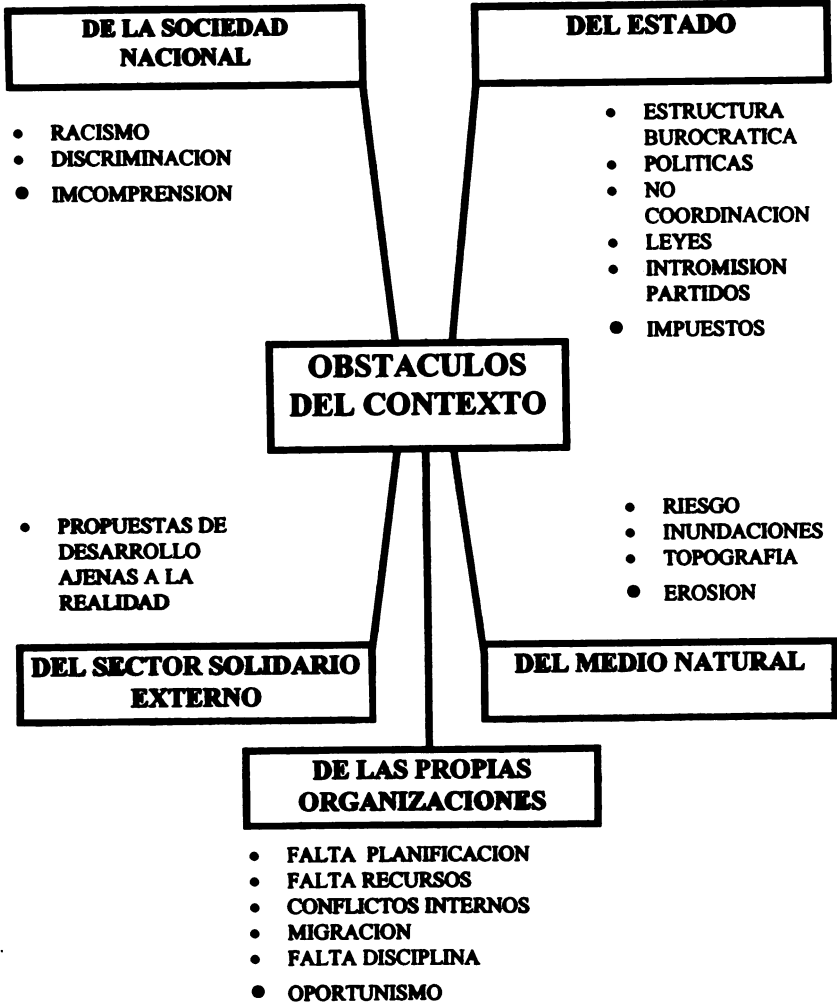 DE LA SOCIEDAD
NACIONAL
• RACISMO
• DISCRIMINACION
• IMCOMPRENSION
DEL ESTADO
• ESTRUCTURA
BUROCRATICA
• POLITICAS
• NO
COORDINACION
• LEYES
• INTROMISION
PARTIDOS
• IMPUESTOS
OBSTACULOS
DEL CONTEXTO
• PROPUESTAS DE
DESARROLLO
AJENAS A LA
REALIDAD
DEL SECTOR SOLIDARIO
EXTERNO
• RIESGO
• INUNDACIONES
• TOPOGRAFIA
• EROSION
DEL MEDIO NATURAL
DE LAS PROPIAS
ORGANIZACIONES
• FALTA PLANIFICACION
• FALTA RECURSOS
• CONFLICTOS INTERNOS
• MIGRACION
• FALTA DISCIPLINA
• OPORTUNISMO